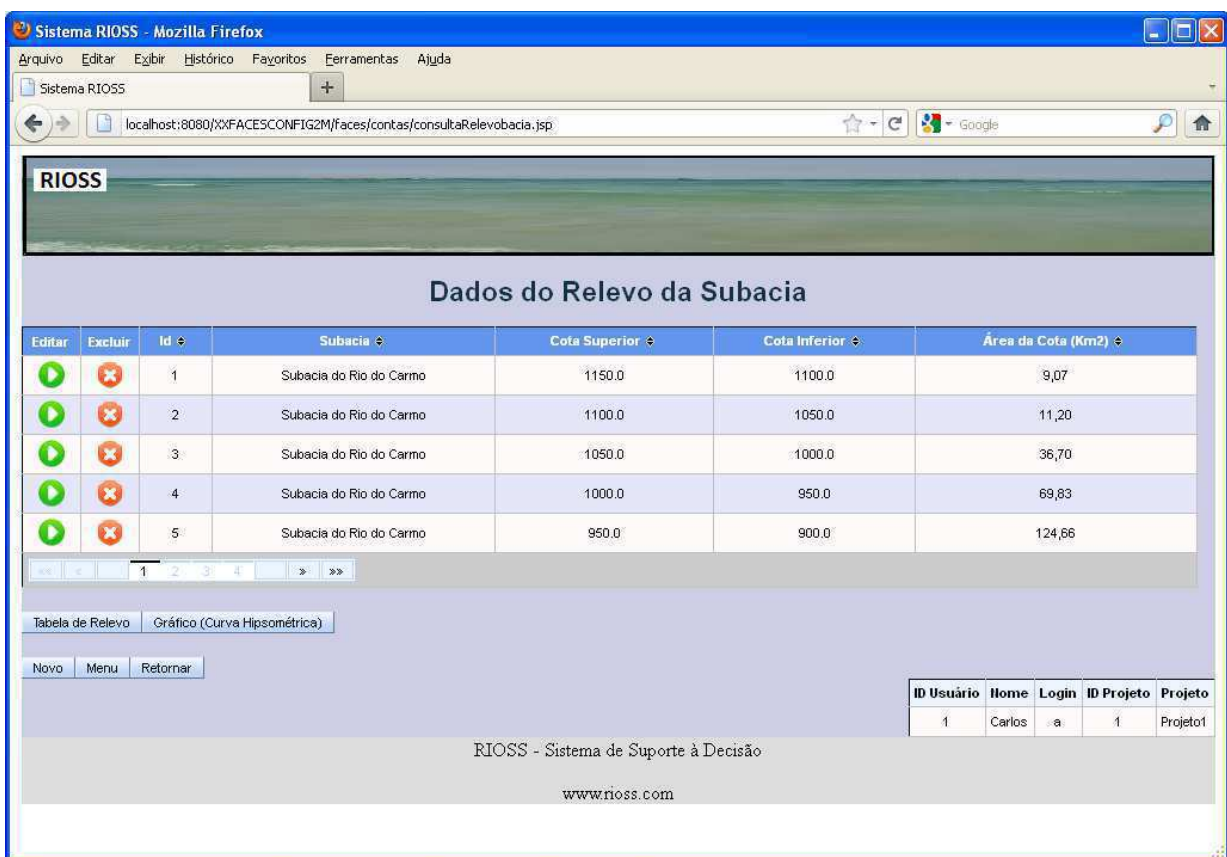 Sistema RIOSS - Mozilla Firefox
Arquivo Editar Exibir Histórico Favoritos Ferramentas Ajuda
Sistema RIOSS +
localhost:8080/XXFACESCONFIG2M/faces/contas/consultaRelevobacia.jsp Google
RIOSS
Dados do Relevo da Subacia
Editar Excluir Id Subacia Cota Superior Cota Inferior Área da Cota (Km2)
1 Subacia do Rio do Carmo 1150.0 1100.0 9,07
2 Subacia do Rio do Carmo 1100.0 1050.0 11,20
3 Subacia do Rio do Carmo 1050.0 1000.0 36,70
4 Subacia do Rio do Carmo 1000.0 950.0 69,83
5 Subacia do Rio do Carmo 950.0 900.0 124,66
«« « 1 2 3 4 » »»
Tabela de Relevo Gráfico (Curva Hipsométrica)
Novo Menu Retornar
ID Usuário Nome Login ID Projeto Projeto
1 Carlos a 1 Projeto1
RIOSS - Sistema de Suporte à Decisão
www.rioss.com